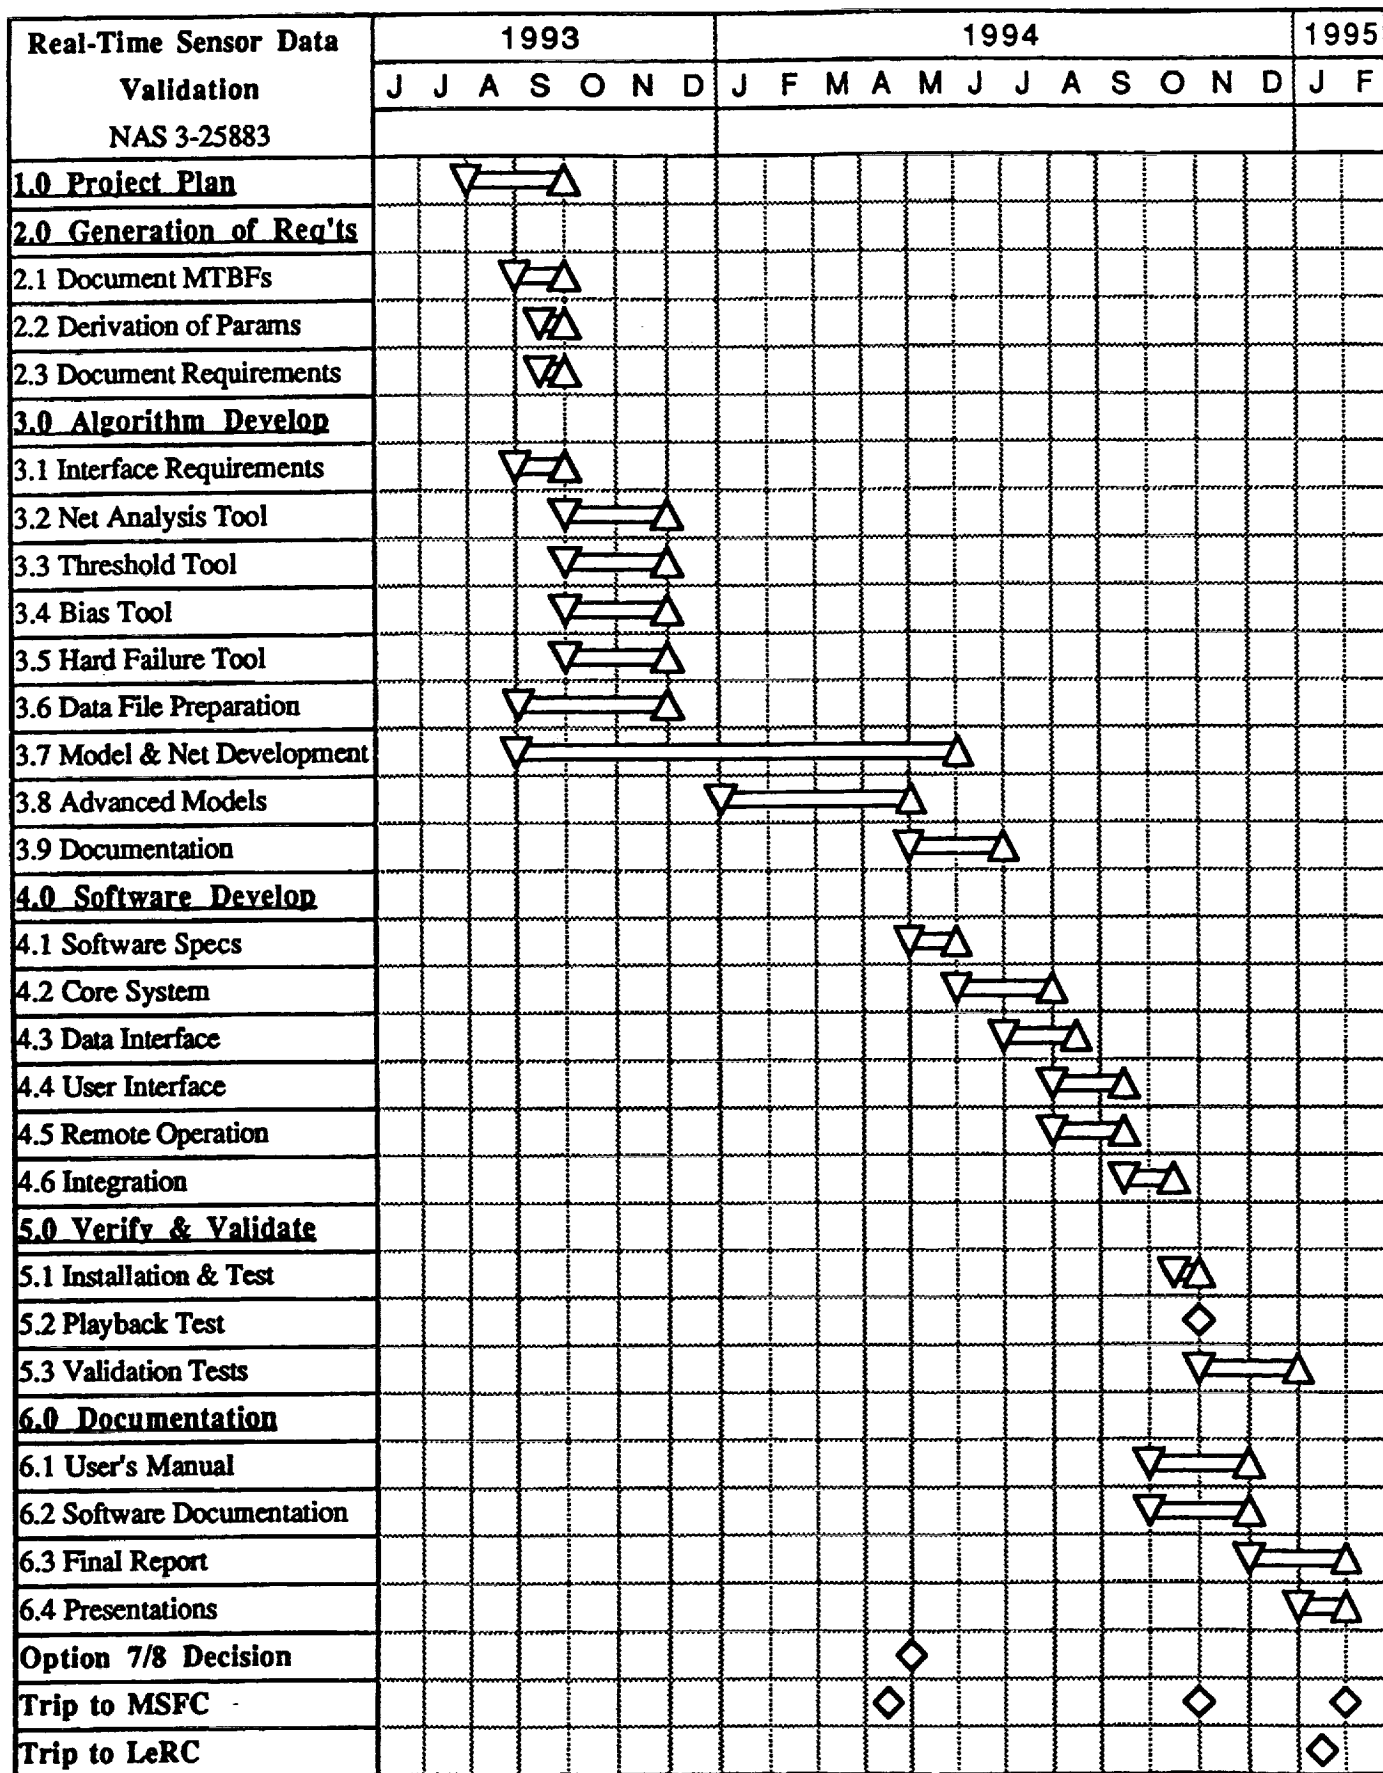 Real-Time Sensor Data
Validation
NAS 3-25883
1993 1994 1995
J J A S O N D J F M A M J J A S O N D J F
1.0 Project Plan
2.0 Generation of Req'ts
2.1 Document MTBFs
2.2 Derivation of Params
2.3 Document Requirements
3.0 Algorithm Develop
3.1 Interface Requirements
3.2 Net Analysis Tool
3.3 Threshold Tool
3.4 Bias Tool
3.5 Hard Failure Tool
3.6 Data File Preparation
3.7 Model & Net Development
3.8 Advanced Models
3.9 Documentation
4.0 Software Develop
4.1 Software Specs
4.2 Core System
4.3 Data Interface
4.4 User Interface
4.5 Remote Operation
4.6 Integration
5.0 Verify & Validate
5.1 Installation & Test
5.2 Playback Test
5.3 Validation Tests
6.0 Documentation
6.1 User's Manual
6.2 Software Documentation
6.3 Final Report
6.4 Presentations
Option 7/8 Decision
Trip to MSFC
Trip to LeRC